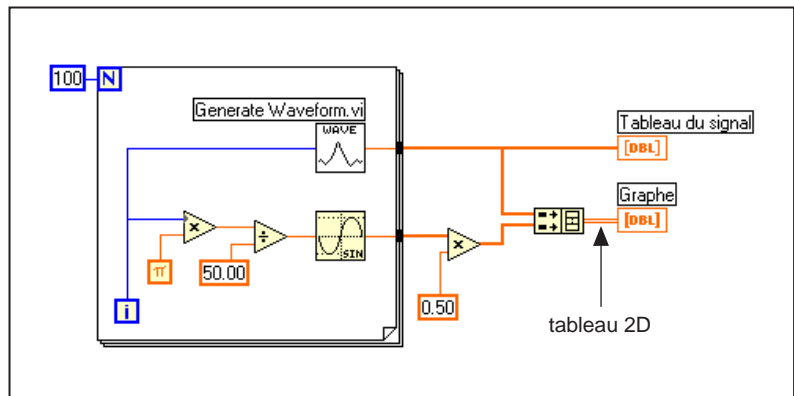 100
N
Generate Waveform.vi
WAVE
Tableau du signal
[DBL]
Graphe
[DBL]
×
÷
SIN
×
π
50.00
0.50
i
tableau 2D